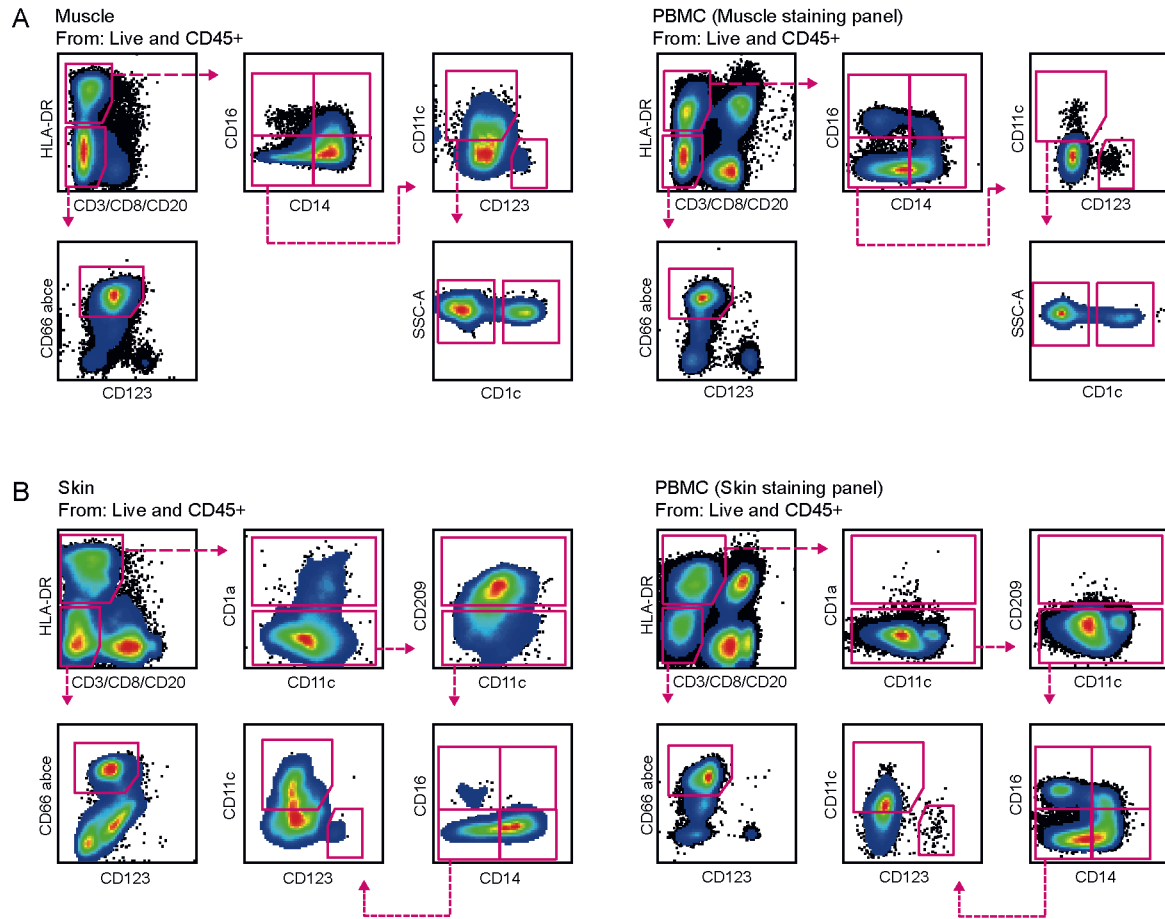 A
Muscle
From: Live and CD45+
HLA-DR
CD3/CD8/CD20
CD16
CD14
CD11c
CD123
CD66 abce
CD123
SSC-A
CD1c
PBMC (Muscle staining panel)
From: Live and CD45+
HLA-DR
CD3/CD8/CD20
CD16
CD14
CD11c
CD123
CD66 abce
CD123
SSC-A
CD1c
B
Skin
From: Live and CD45+
HLA-DR
CD3/CD8/CD20
CD1a
CD11c
CD209
CD11c
CD66 abce
CD123
CD11c
CD123
CD16
CD14
PBMC (Skin staining panel)
From: Live and CD45+
HLA-DR
CD3/CD8/CD20
CD1a
CD11c
CD209
CD11c
CD66 abce
CD123
CD11c
CD123
CD16
CD14